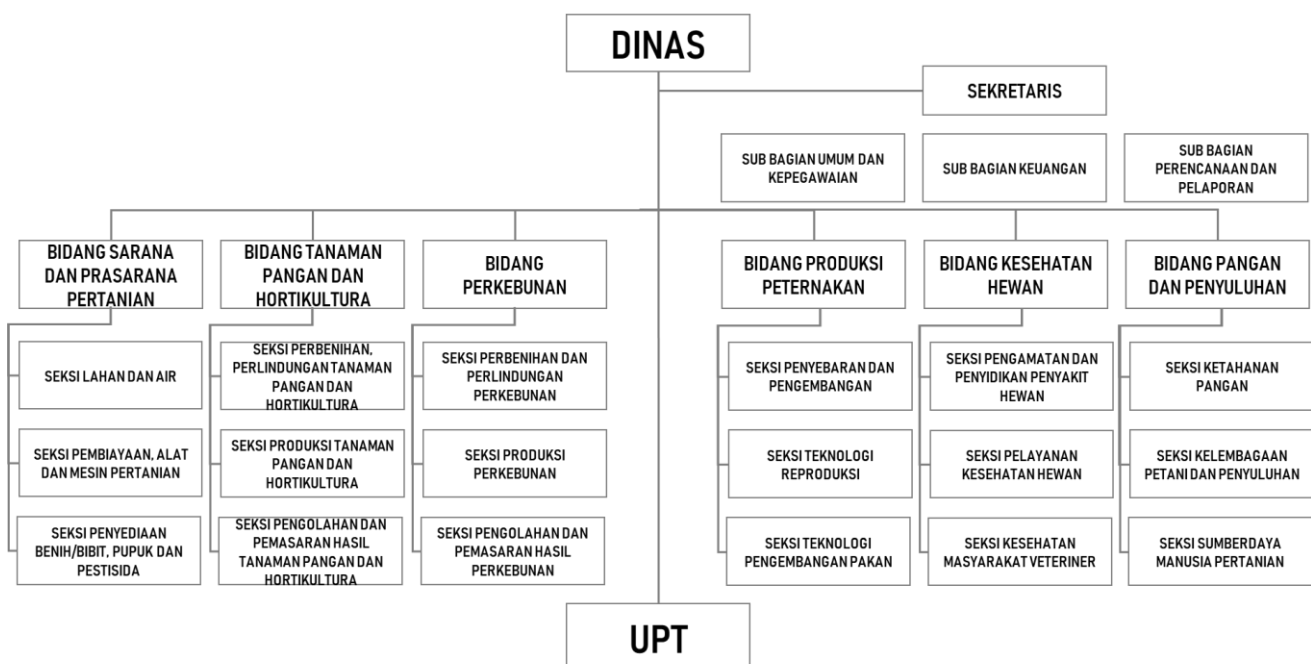 DINAS
SEKRETARIS
SUB BAGIAN UMUM DAN
KEPEGAWAIAN
SUB BAGIAN KEUANGAN
SUB BAGIAN
PERENCANAAN DAN
PELAPORAN
BIDANG SARANA
DAN PRASARANA
PERTANIAN
BIDANG TANAMAN
PANGAN DAN
HORTIKULTURA
BIDANG
PERKEBUNAN
BIDANG PRODUKSI
PETERNAKAN
BIDANG KESEHATAN
HEWAN
BIDANG PANGAN
DAN PENYULUHAN
SEKSI LAHAN DAN AIR
SEKSI PERBENIHAN,
PERLINDUNGAN TANAMAN
PANGAN DAN
HORTIKULTURA
SEKSI PERBENIHAN DAN
PERLINDUNGAN
PERKEBUNAN
SEKSI PENYEBARAN DAN
PENGEMBANGAN
SEKSI PENGAMATAN DAN
PENYIDIKAN PENYAKIT
HEWAN
SEKSI KETAHANAN
PANGAN
SEKSI PEMBIAYAAN, ALAT
DAN MESIN PERTANIAN
SEKSI PRODUKSI TANAMAN
PANGAN DAN
HORTIKULTURA
SEKSI PRODUKSI
PERKEBUNAN
SEKSI TEKNOLOGI
REPRODUKSI
SEKSI PELAYANAN
KESEHATAN HEWAN
SEKSI KELEMBAGAAN
PETANI DAN PENYULUHAN
SEKSI PENYEDIAAN
BENIH/BIBIT, PUPUK DAN
PESTISIDA
SEKSI PENGOLAHAN DAN
PEMASARAN HASIL
TANAMAN PANGAN DAN
HORTIKULTURA
SEKSI PENGOLAHAN DAN
PEMASARAN HASIL
PERKEBUNAN
SEKSI TEKNOLOGI
PENGEMBANGAN PAKAN
SEKSI KESEHATAN
MASYARAKAT VETERINER
SEKSI SUMBERDAYA
MANUSIA PERTANIAN
UPT